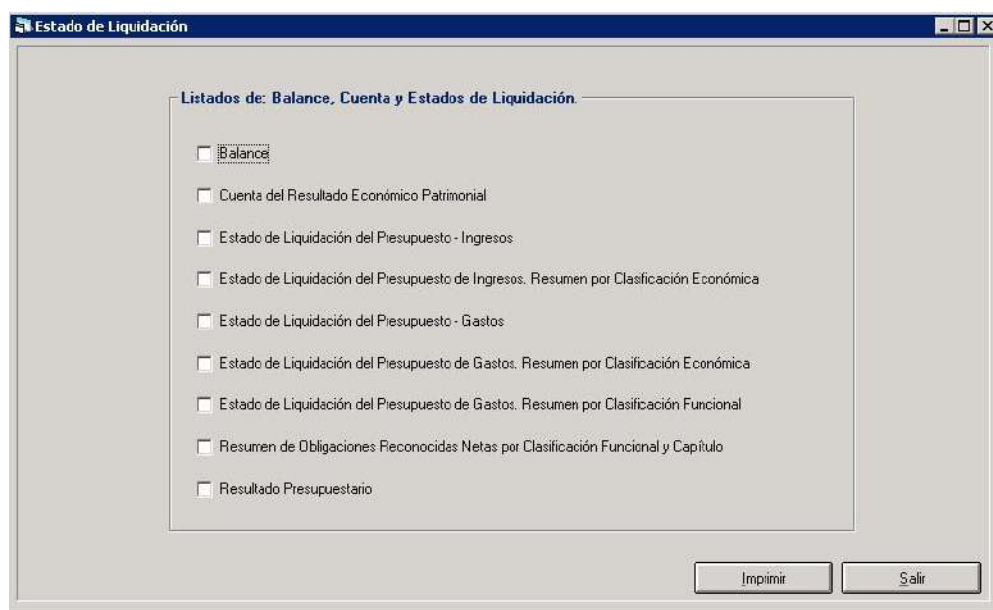 Estado de Liquidación
Listados de: Balance, Cuenta y Estados de Liquidación.
Balance
Cuenta del Resultado Económico Patrimonial
Estado de Liquidación del Presupuesto - Ingresos
Estado de Liquidación del Presupuesto de Ingresos. Resumen por Clasificación Económica
Estado de Liquidación del Presupuesto - Gastos
Estado de Liquidación del Presupuesto de Gastos. Resumen por Clasificación Económica
Estado de Liquidación del Presupuesto de Gastos. Resumen por Clasificación Funcional
Resumen de Obligaciones Reconocidas Netas por Clasificación Funcional y Capítulo
Resultado Presupuestario
Imprimir
Salir